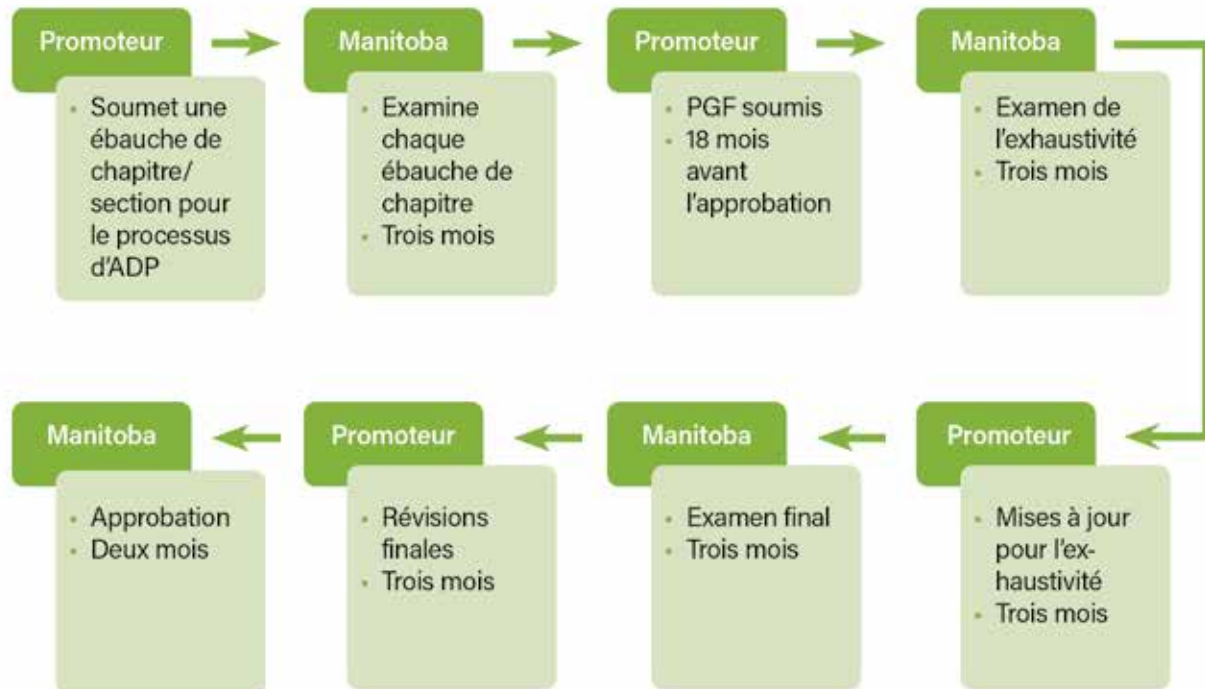 Promoteur
• Soumet une
ébauche de
chapitre/
section pour
le processus
d'ADP
Manitoba
• Examine
chaque
ébauche de
chapitre
• Trois mois
Promoteur
• PGF soumis
• 18 mois
avant
l'approbation
Manitoba
• Examen de
l'exhaustivité
• Trois mois
Promoteur
• Mises à jour
pour l'ex-
haustivité
• Trois mois
Manitoba
• Examen final
• Trois mois
Promoteur
• Révisions
finales
• Trois mois
Manitoba
• Approbation
• Deux mois